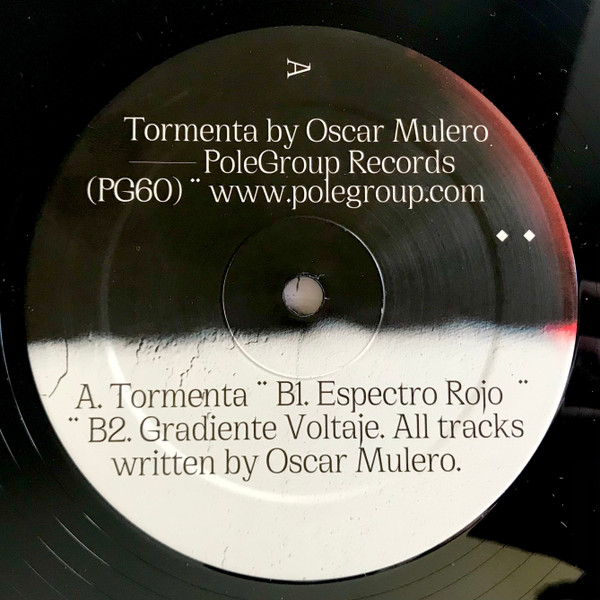 A
Tormenta by Oscar Mulero
PoleGroup Records
(PG60) ¨ www.polegroup.com
A. Tormenta ¨ B1. Espectro Rojo ¨
¨ B2. Gradiente Voltaje. All tracks
written by Oscar Mulero.